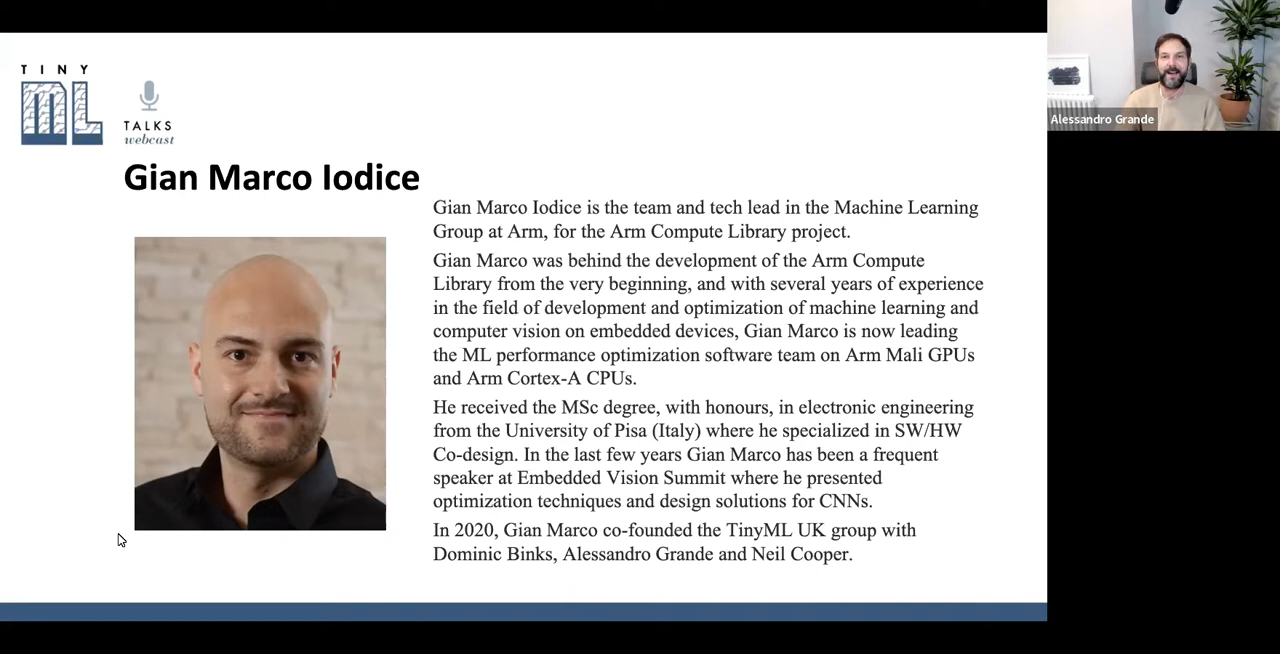 TINY
mL
TALKS
webcast
Alessandro Grande
Gian Marco Iodice
Gian Marco Iodice is the team and tech lead in the Machine Learning
Group at Arm, for the Arm Compute Library project.
Gian Marco was behind the development of the Arm Compute
Library from the very beginning, and with several years of experience
in the field of development and optimization of machine learning and
computer vision on embedded devices, Gian Marco is now leading
the ML performance optimization software team on Arm Mali GPUs
and Arm Cortex-A CPUs.
He received the MSc degree, with honours, in electronic engineering
from the University of Pisa (Italy) where he specialized in SW/HW
Co-design. In the last few years Gian Marco has been a frequent
speaker at Embedded Vision Summit where he presented
optimization techniques and design solutions for CNNs.
In 2020, Gian Marco co-founded the TinyML UK group with
Dominic Binks, Alessandro Grande and Neil Cooper.